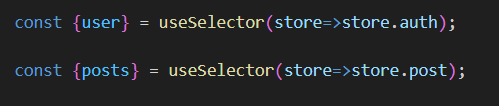 const {user} = useSelector(store=>store.auth);
const {posts} = useSelector(store=>store.post);